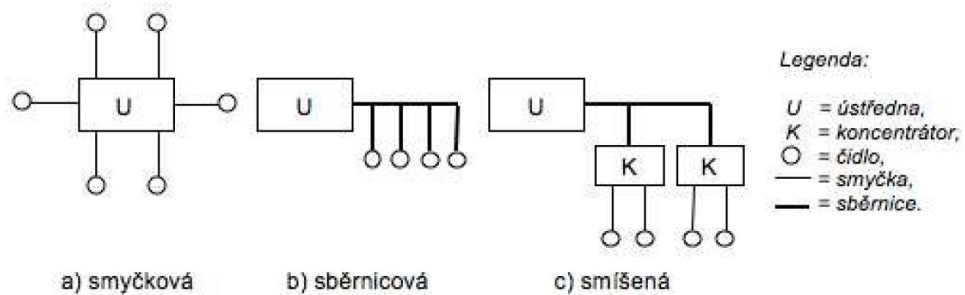 U
a) smyčková
U
b) sběrnicová
U
K
K
c) smíšená
Legenda:
U = ústředna,
K = koncentrátor,
= čidlo,
= smyčka,
= sběrnice.